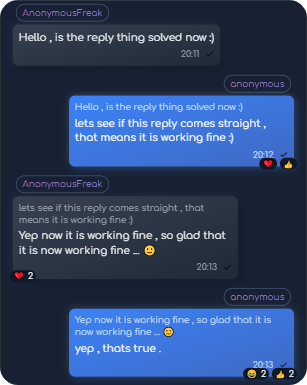 AnonymousFreak
Hello , is the reply thing solved now :)
20:11 ✓
anonymous
Hello , is the reply thing solved now :)
lets see if this reply comes straight ,
that means it is working fine :)
20:12 ✓
❤️ 👍
AnonymousFreak
lets see if this reply comes straight , that
means it is working fine :)
Yep now it is working fine , so glad that
it is now working fine ... 🙂
20:13 ✓
❤️ 2
anonymous
Yep now it is working fine , so glad that it is
now working fine ... 🙂
yep , thats true .
20:13 ✓
😄 2 👍 2